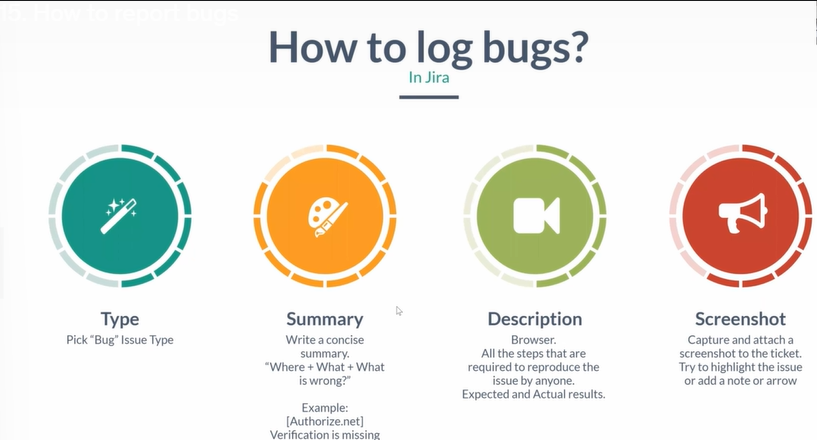 15. How to report bugs
How to log bugs?
In Jira
Type
Pick “Bug” Issue Type
Summary
Write a concise
summary.
“Where + What + What
is wrong?”
Example:
[Authorize.net]
Verification is missing
Description
Browser.
All the steps that are
required to reproduce the
issue by anyone.
Expected and Actual results.
Screenshot
Capture and attach a
screenshot to the ticket.
Try to highlight the issue
or add a note or arrow